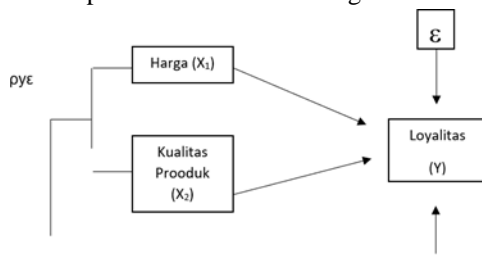 ε
Harga (X₁)
ρyε
Loyalitas
(Y)
Kualitas
Prooduk
(X₂)